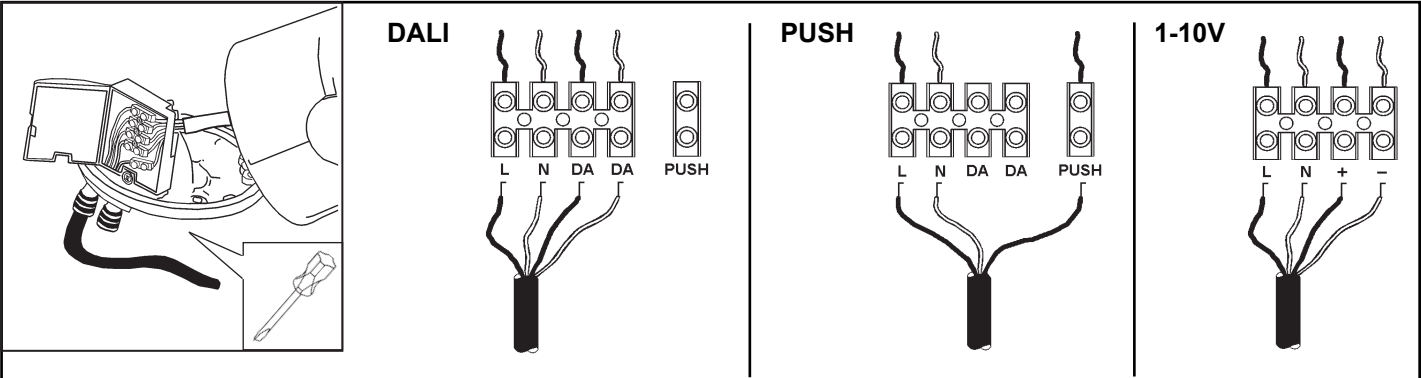 DALI
L N DA DA PUSH
PUSH
L N DA DA PUSH
1-10V
L N + −